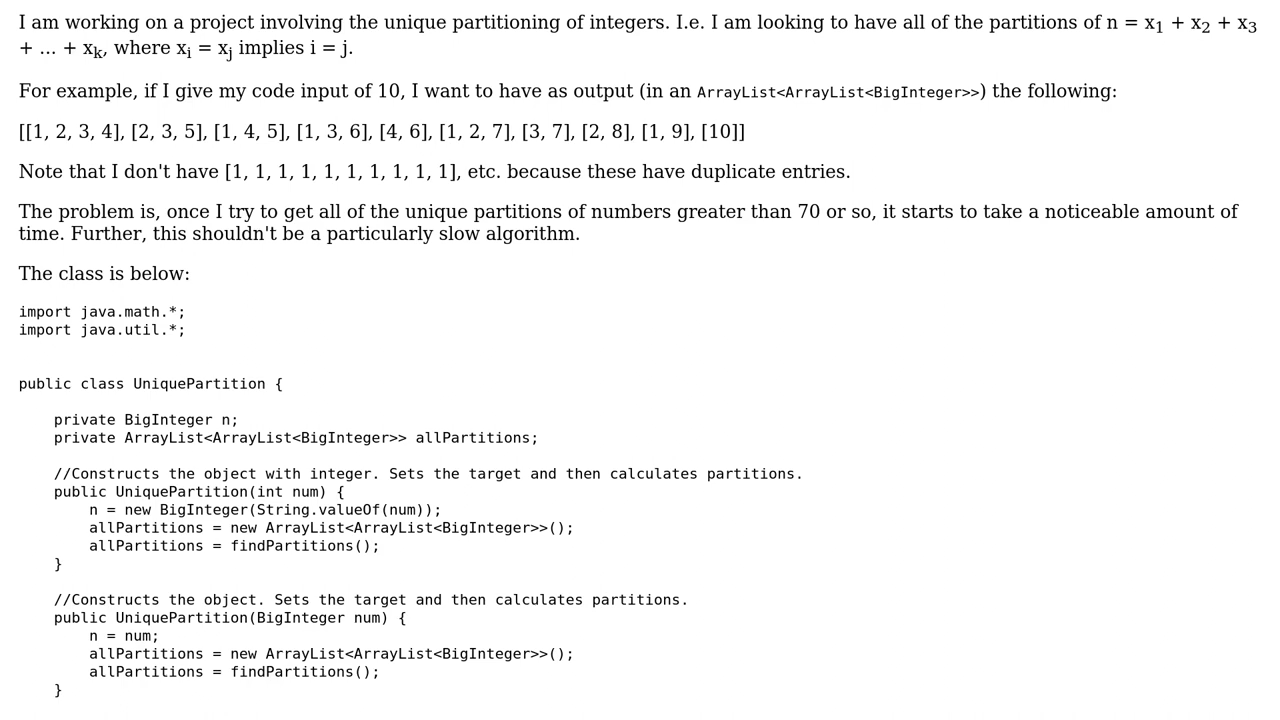 I am working on a project involving the unique partitioning of integers. I.e. I am looking to have all of the partitions of n = x1 + x2 + x3
+ ... + xk, where xi = xj implies i = j.
For example, if I give my code input of 10, I want to have as output (in an ArrayList<ArrayList<BigInteger>>) the following:
[[1, 2, 3, 4], [2, 3, 5], [1, 4, 5], [1, 3, 6], [4, 6], [1, 2, 7], [3, 7], [2, 8], [1, 9], [10]]
Note that I don't have [1, 1, 1, 1, 1, 1, 1, 1, 1, 1], etc. because these have duplicate entries.
The problem is, once I try to get all of the unique partitions of numbers greater than 70 or so, it starts to take a noticeable amount of
time. Further, this shouldn't be a particularly slow algorithm.
The class is below:
import java.math.*;
import java.util.*;
public class UniquePartition {
    private BigInteger n;
    private ArrayList<ArrayList<BigInteger>> allPartitions;
    //Constructs the object with integer. Sets the target and then calculates partitions.
    public UniquePartition(int num) {
        n = new BigInteger(String.valueOf(num));
        allPartitions = new ArrayList<ArrayList<BigInteger>>();
        allPartitions = findPartitions();
    }
    //Constructs the object. Sets the target and then calculates partitions.
    public UniquePartition(BigInteger num) {
        n = num;
        allPartitions = new ArrayList<ArrayList<BigInteger>>();
        allPartitions = findPartitions();
    }